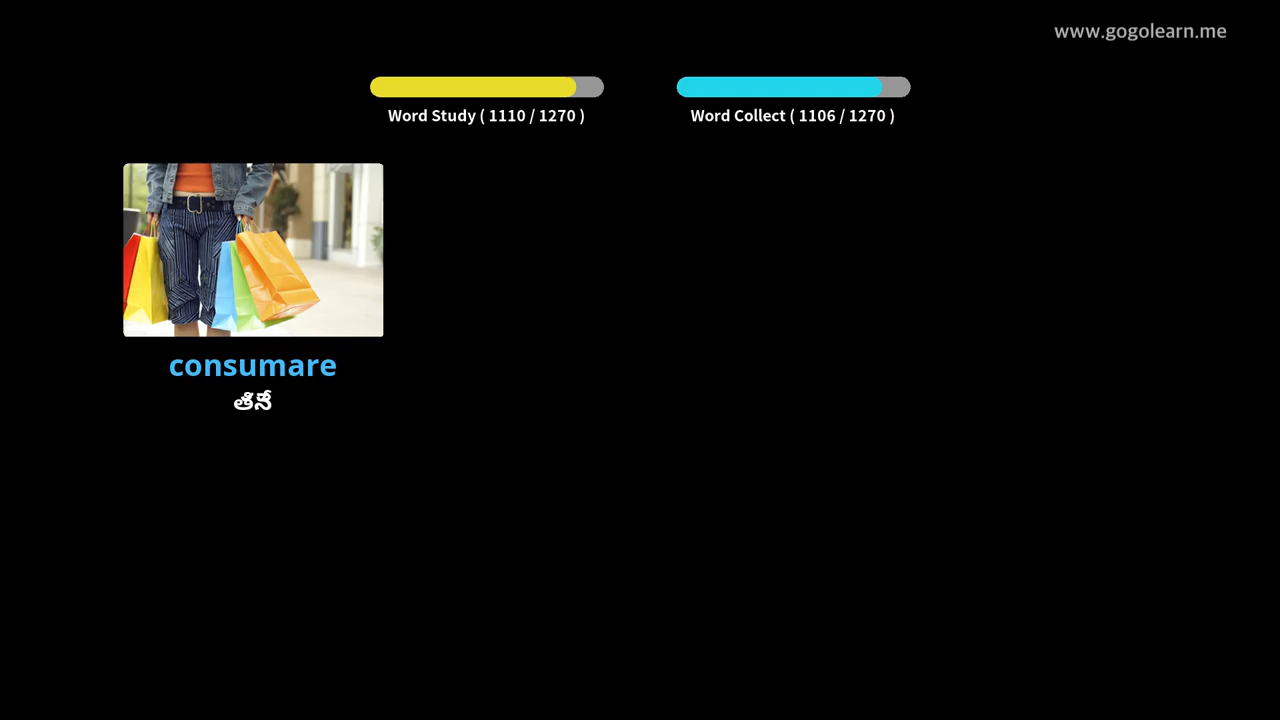 www.gogolearn.me
Word Study ( 1110 / 1270 )
Word Collect ( 1106 / 1270 )
consumare
తినే